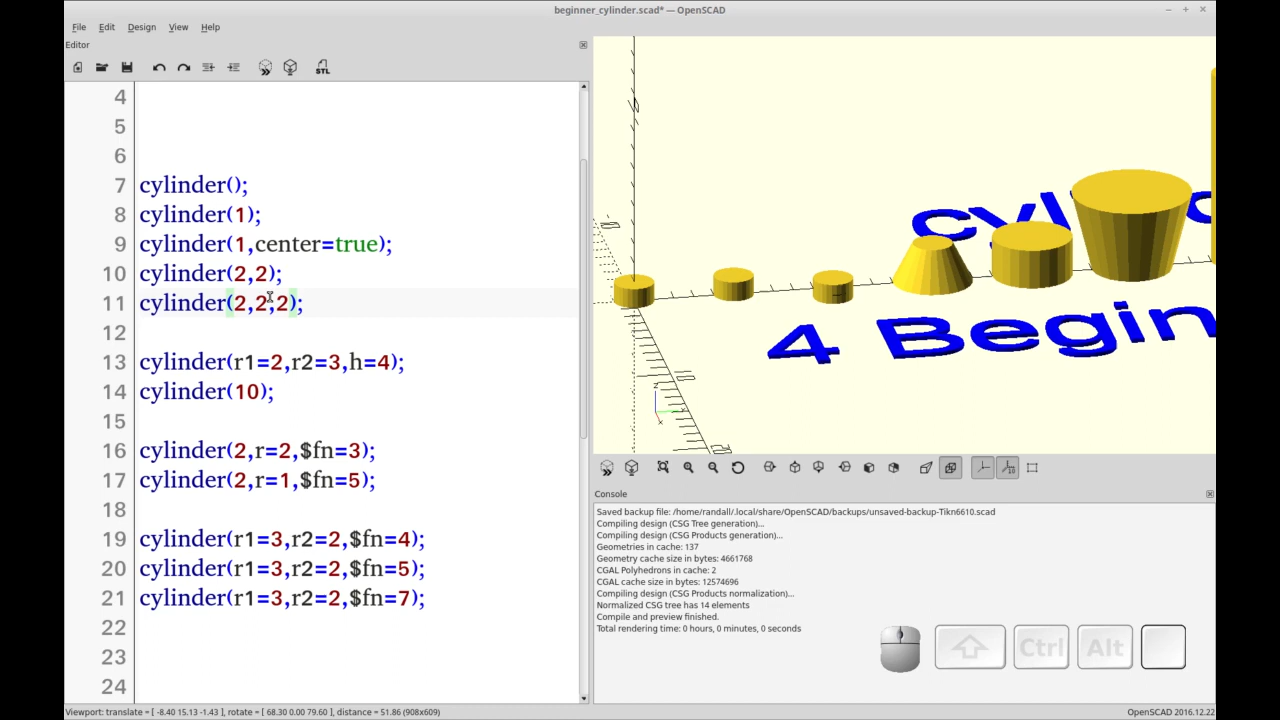 beginner_cylinder.scad* — OpenSCAD
File Edit Design View Help
Editor
STL
4
5
6
7 cylinder();
8 cylinder(1);
9 cylinder(1,center=true);
10 cylinder(2,2);
11 cylinder(2,2,2);
12
13 cylinder(r1=2,r2=3,h=4);
14 cylinder(10);
15
16 cylinder(2,r=2,$fn=3);
17 cylinder(2,r=1,$fn=5);
18
19 cylinder(r1=3,r2=2,$fn=4);
20 cylinder(r1=3,r2=2,$fn=5);
21 cylinder(r1=3,r2=2,$fn=7);
22
23
24
4 Begin
Console
Saved backup file: /home/randall/.local/share/OpenSCAD/backups/unsaved-backup-Tikn6610.scad
Compiling design (CSG Tree generation)...
Compiling design (CSG Products generation)...
Geometries in cache: 137
Geometry cache size in bytes: 4661768
CGAL Polyhedrons in cache: 2
CGAL cache size in bytes: 12574696
Compiling design (CSG Products normalization)...
Normalized CSG tree has 14 elements
Compile and preview finished.
Total rendering time: 0 hours, 0 minutes, 0 seconds
Ctrl Alt
Viewport: translate = [ -8.40 15.13 -1.43 ], rotate = [ 68.30 0.00 79.60 ], distance = 51.86 (908x609)
OpenSCAD 2016.12.22